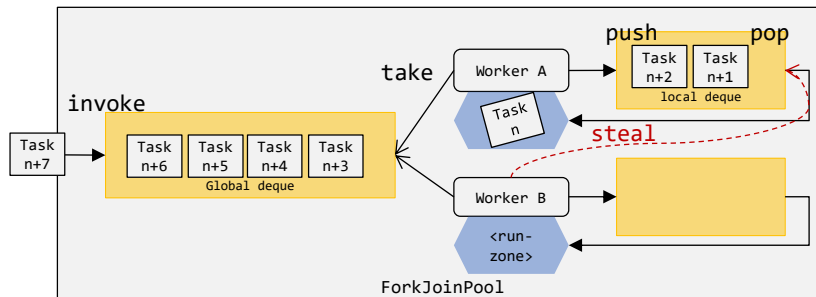 push
pop
take
Worker A
Task
n+2
Task
n+1
local deque
invoke
Task
n
steal
Task
n+7
Task
n+6
Task
n+5
Task
n+4
Task
n+3
Global deque
Worker B
<run-
zone>
ForkJoinPool